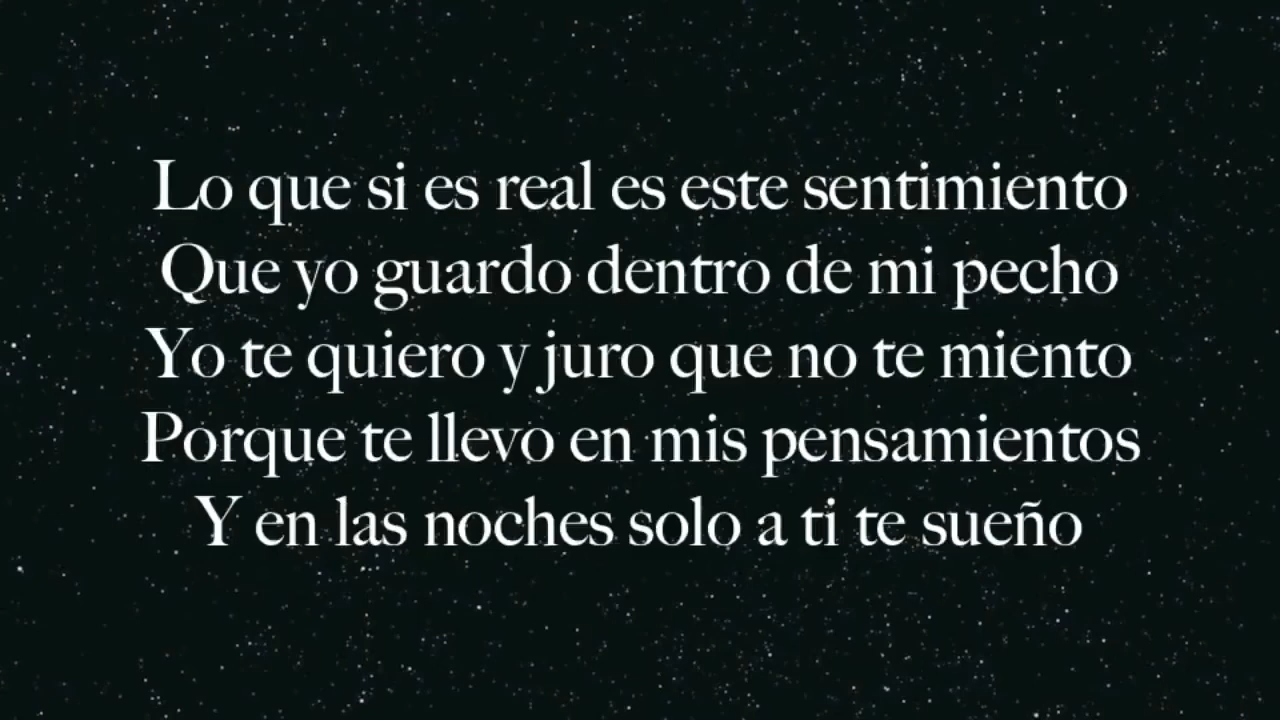 Lo que si es real es este sentimiento
Que yo guardo dentro de mi pecho
Yo te quiero y juro que no te miento
Porque te llevo en mis pensamientos
Y en las noches solo a ti te sueño